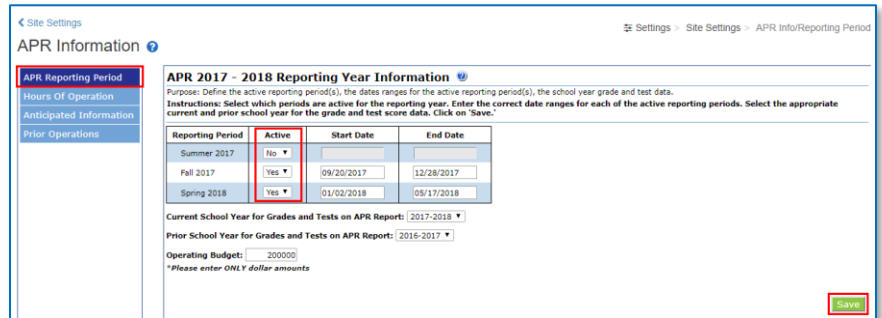 Site Settings
Settings > Site Settings > APR Info/Reporting Period
APR Information
APR Reporting Period
Hours Of Operation
Anticipated Information
Prior Operations
APR 2017 - 2018 Reporting Year Information
Purpose: Define the active reporting period(s), the dates ranges for the active reporting period(s), the school year grade and test data.
Instructions: Select which periods are active for the reporting year. Enter the correct date ranges for each of the active reporting periods. Select the appropriate
current and prior school year for the grade and test score data. Click on 'Save.'
Reporting Period Active Start Date End Date
Summer 2017 No
Fall 2017 Yes 09/20/2017 12/28/2017
Spring 2018 Yes 01/02/2018 05/17/2018
Current School Year for Grades and Tests on APR Report: 2017-2018
Prior School Year for Grades and Tests on APR Report: 2016-2017
Operating Budget: 200000
*Please enter ONLY dollar amounts
Save